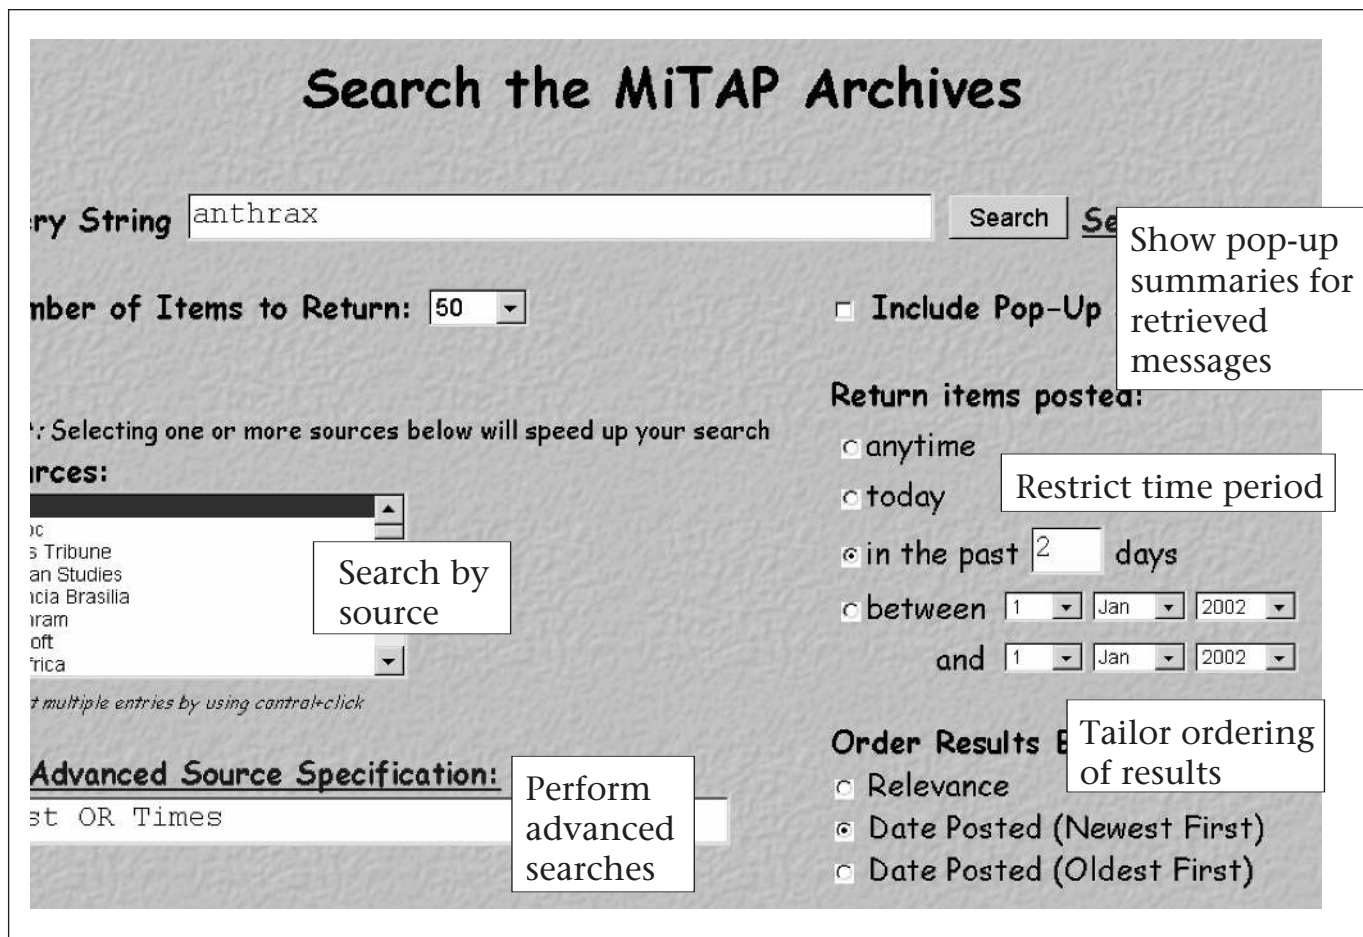 Search the MiTAP Archives
ery String anthrax Search Se
Show pop-up
summaries for
retrieved
messages
mber of Items to Return: 50
Include Pop-Up
Return items posted:
: Selecting one or more sources below will speed up your search
anytime
rces:
today
Restrict time period
oc
s Tribune
an Studies
ncia Brasilia
ram
oft
frica
Search by
source
in the past 2 days
between 1 Jan 2002
and 1 Jan 2002
t multiple entries by using control+click
Order Results B
Tailor ordering
of results
Advanced Source Specification:
st OR Times
Perform
advanced
searches
Relevance
Date Posted (Newest First)
Date Posted (Oldest First)